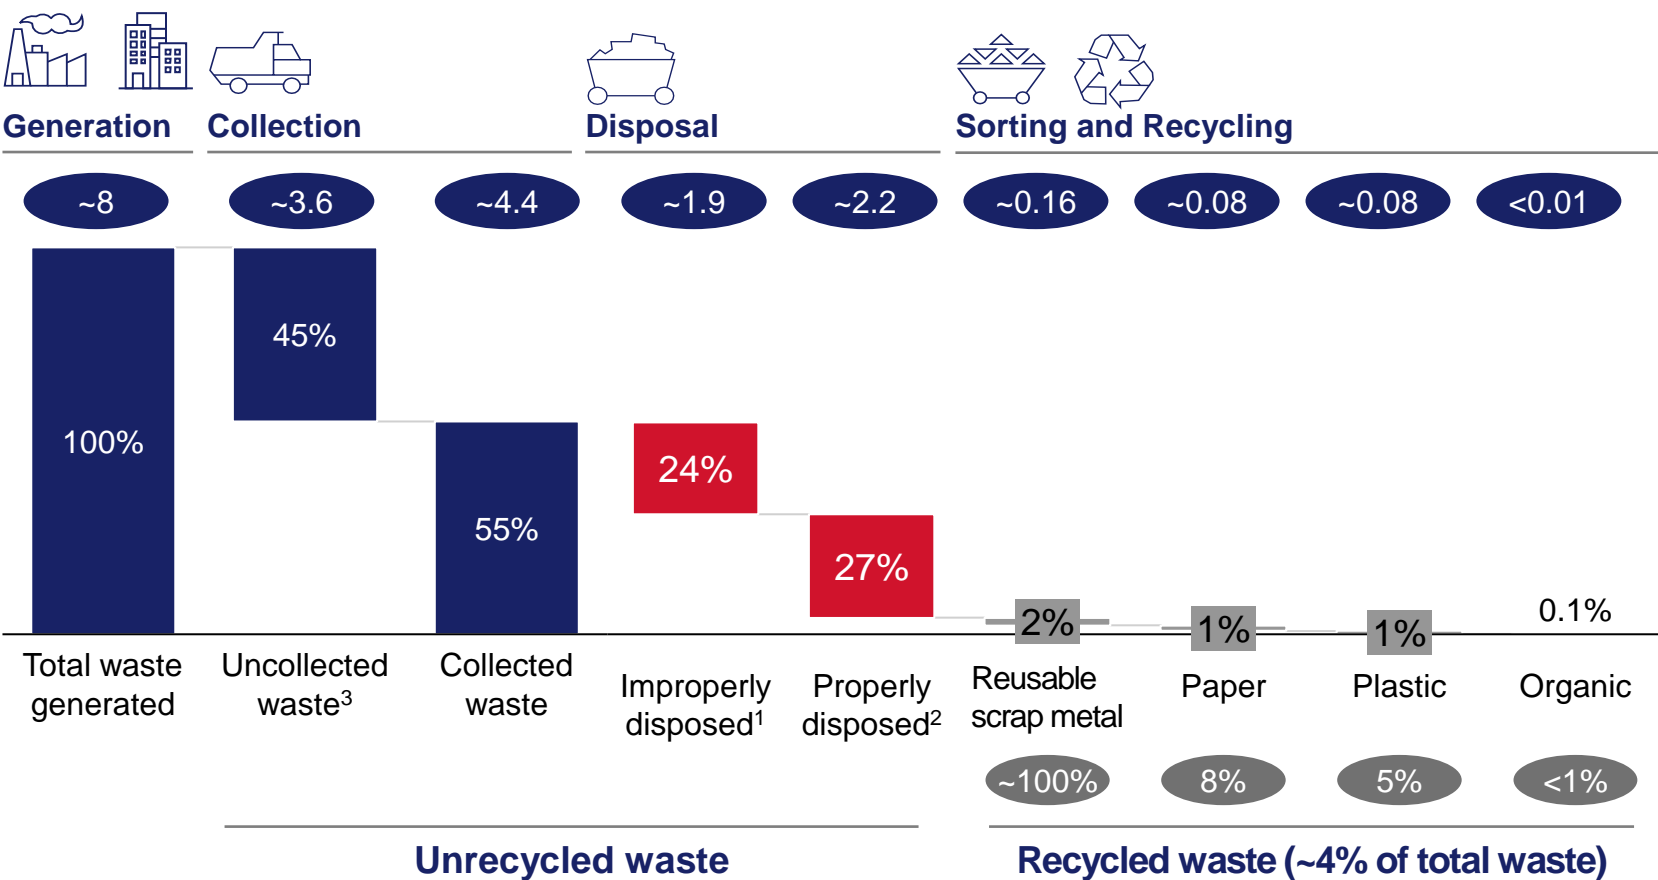 Generation
Collection
Disposal
Sorting and Recycling
~8
~3.6
~4.4
~1.9
~2.2
~0.16
~0.08
~0.08
<0.01
100%
45%
55%
24%
27%
2%
1%
1%
0.1%
Total waste
generated
Uncollected
waste³
Collected
waste
Improperly
disposed¹
Properly
disposed²
Reusable
scrap metal
Paper
Plastic
Organic
~100%
8%
5%
<1%
Unrecycled waste
Recycled waste (~4% of total waste)